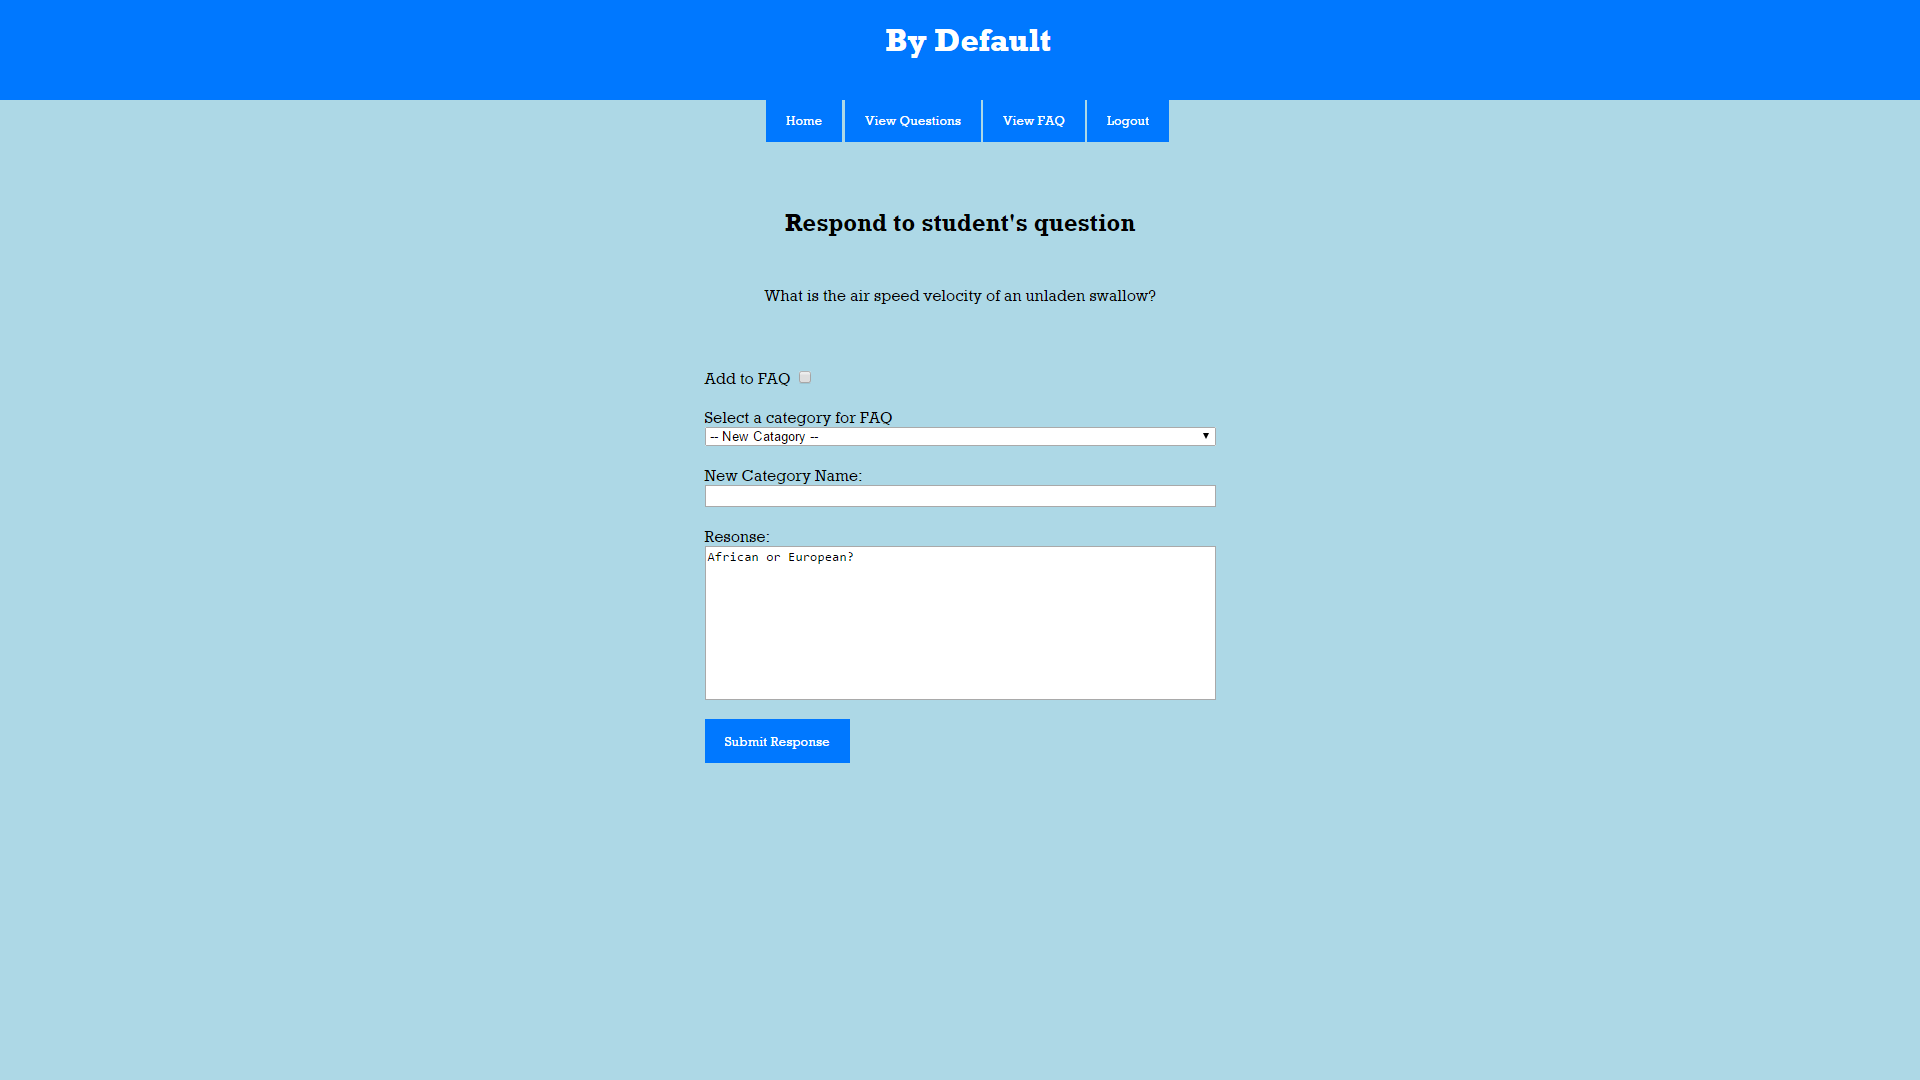 By Default
Home View Questions View FAQ Logout
Respond to student's question
What is the air speed velocity of an unladen swallow?
Add to FAQ
Select a category for FAQ
-- New Catagory --
New Category Name:
Resonse:
African or European?
Submit Response